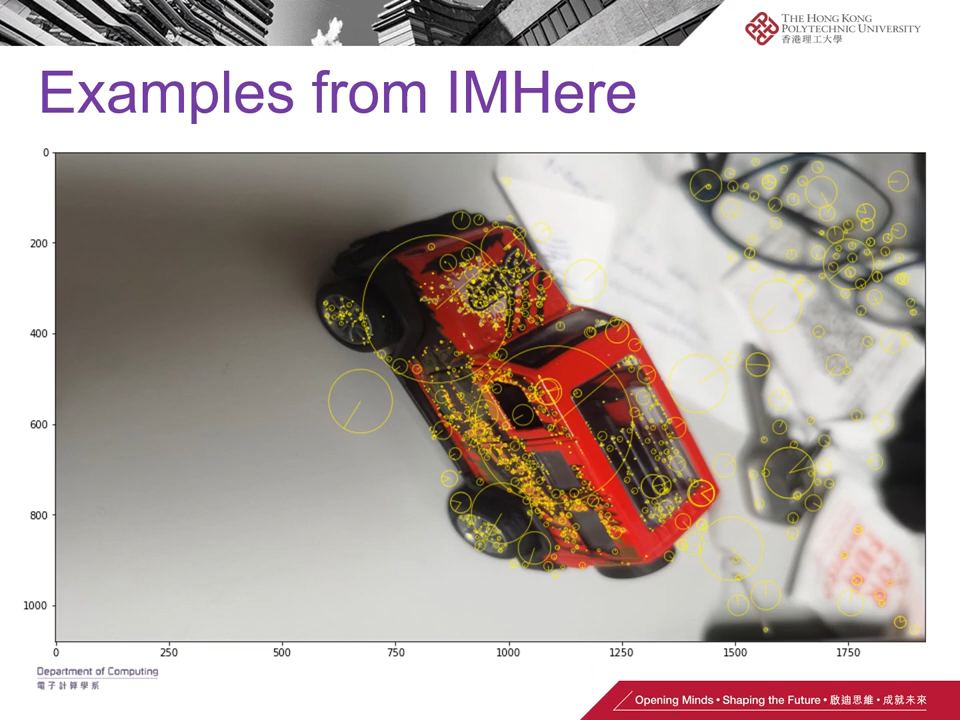 THE HONG KONG
POLYTECHNIC UNIVERSITY
香港理工大學
Examples from IMHere
0
200
400
600
800
1000
0 250 500 750 1000 1250 1500 1750
Department of Computing
電子計算學系
Opening Minds • Shaping the Future • 啟迪思維 • 成就未來